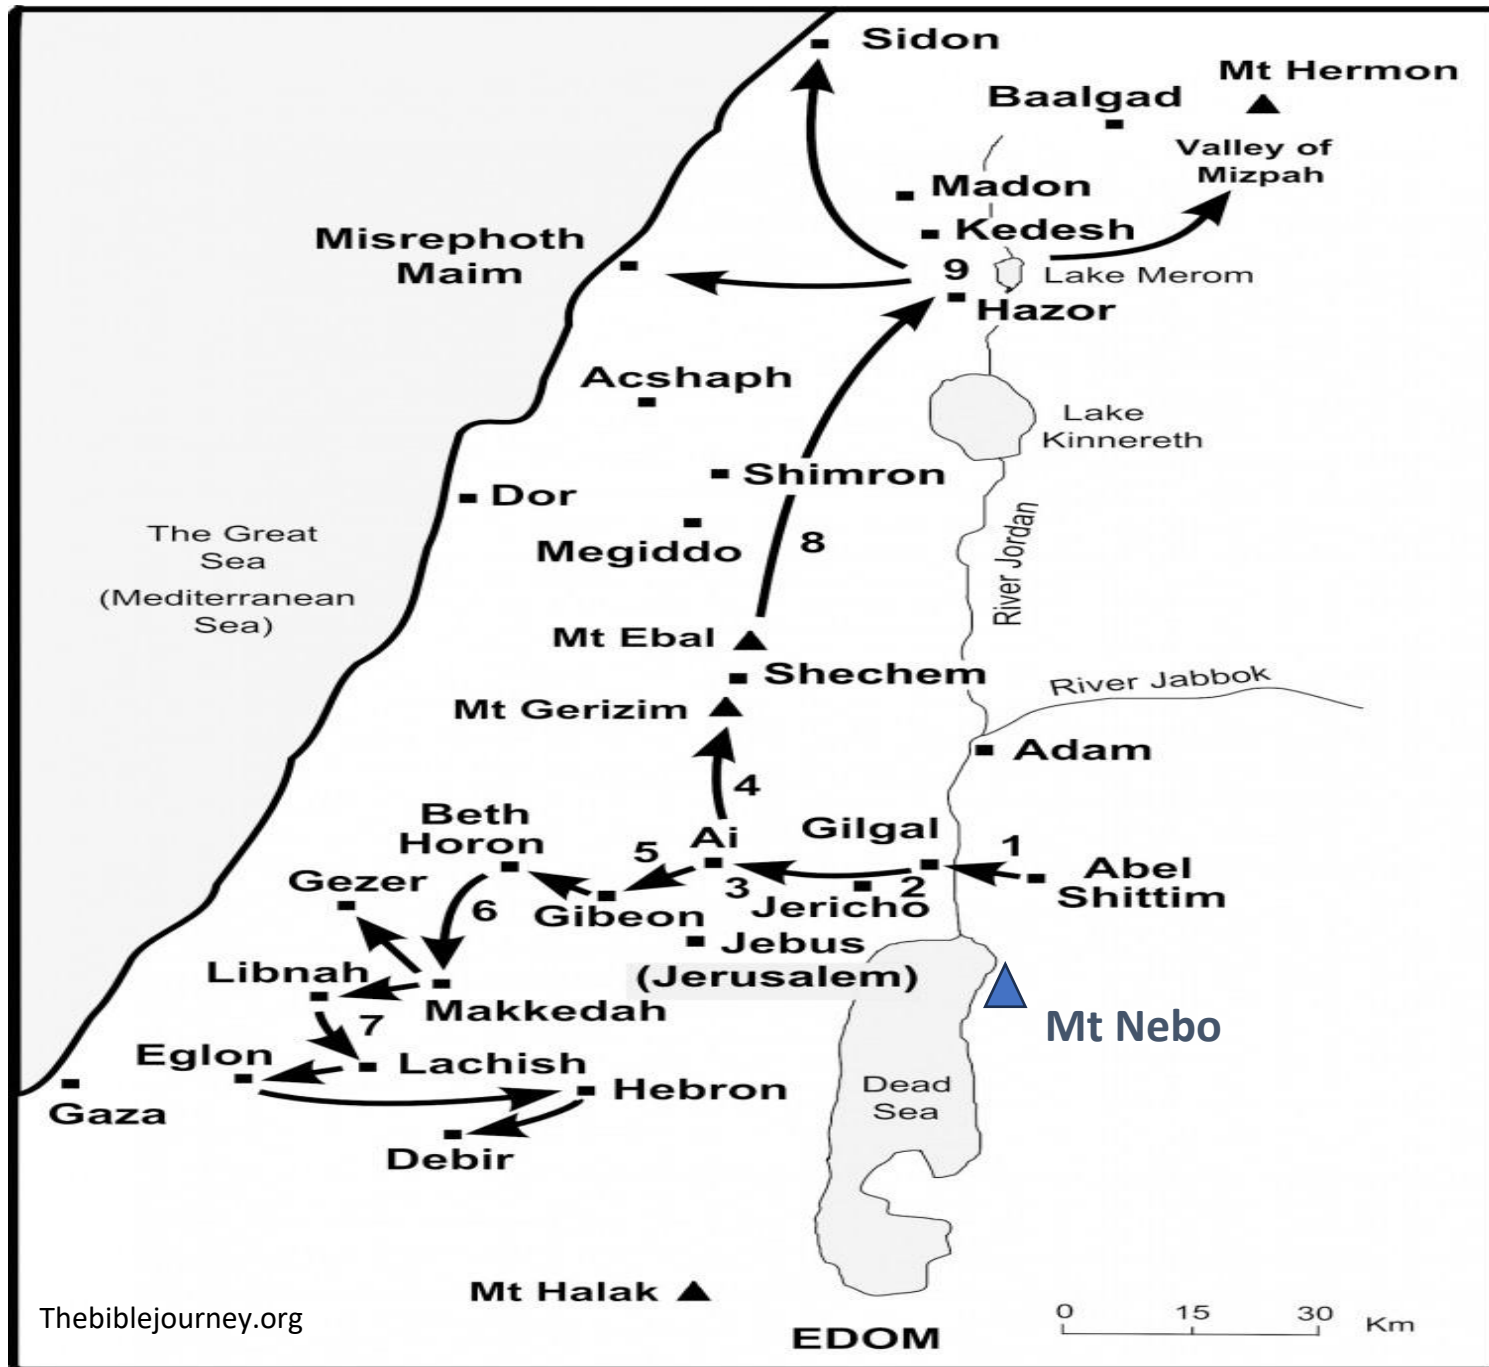 Sidon
Mt Hermon
Baalgad
Valley of
Mizpah
Madon
Kedesh
Misrephoth
Maim
9
Lake Merom
Hazor
Acshaph
Lake
Kinnereth
Shimron
Dor
The Great
Sea
(Mediterranean
Sea)
Megiddo
8
River Jordan
Mt Ebal
Shechem
River Jabbok
Mt Gerizim
Adam
4
Beth
Horon
Ai
Gilgal
1
5
Abel
Shittim
Gezer
3
2
6
Gibeon
Jericho
Jebus
(Jerusalem)
Libnah
Makkedah
Mt Nebo
7
Eglon
Lachish
Hebron
Dead
Sea
Gaza
Debir
Mt Halak
Thebiblejourney.org
EDOM
0 15 30 Km